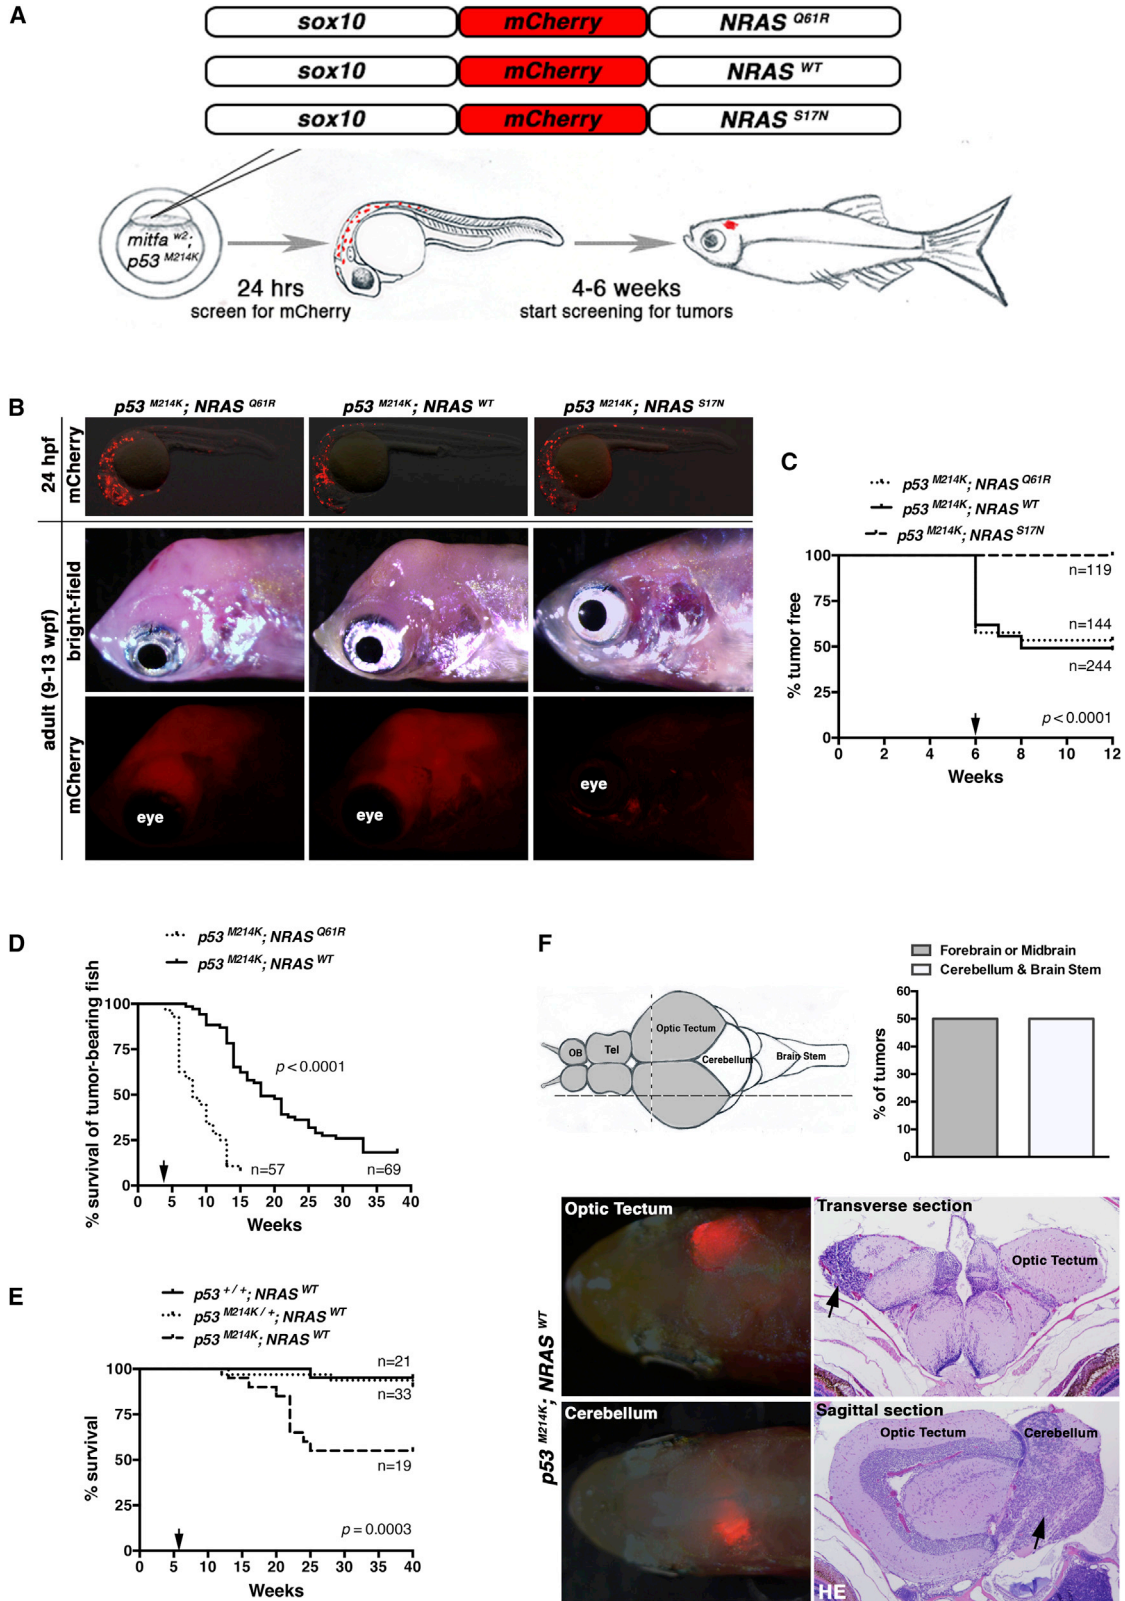 A
sox10 mCherry NRAS Q61R
sox10 mCherry NRAS WT
sox10 mCherry NRAS S17N
mitfa w2;
p53 M214K
24 hrs
screen for mCherry
4-6 weeks
start screening for tumors
B
p53 M214K; NRAS Q61R
p53 M214K; NRAS WT
p53 M214K; NRAS S17N
24 hpf
mCherry
adult (9-13 wpf)
bright-field
mCherry
eye
eye
eye
C
p53 M214K; NRAS Q61R
p53 M214K; NRAS WT
p53 M214K; NRAS S17N
% tumor free
100
75
50
25
0
n=119
n=144
n=244
p < 0.0001
0 2 4 6 8 10 12
Weeks
D
p53 M214K; NRAS Q61R
p53 M214K; NRAS WT
% survival of tumor-bearing fish
100
75
50
25
0
p < 0.0001
n=57
n=69
0 5 10 15 20 25 30 35 40
Weeks
E
p53 +/+; NRAS WT
p53 M214K/+; NRAS WT
p53 M214K; NRAS WT
% survival
100
75
50
25
0
n=21
n=33
n=19
p = 0.0003
0 5 10 15 20 25 30 35 40
Weeks
F
OB
Tel
Optic Tectum
Cerebellum
Brain Stem
Forebrain or Midbrain
Cerebellum & Brain Stem
% of tumors
60
50
40
30
20
10
0
p53 M214K; NRAS WT
Optic Tectum
Transverse section
Optic Tectum
Cerebellum
Sagittal section
Optic Tectum
Cerebellum
HE